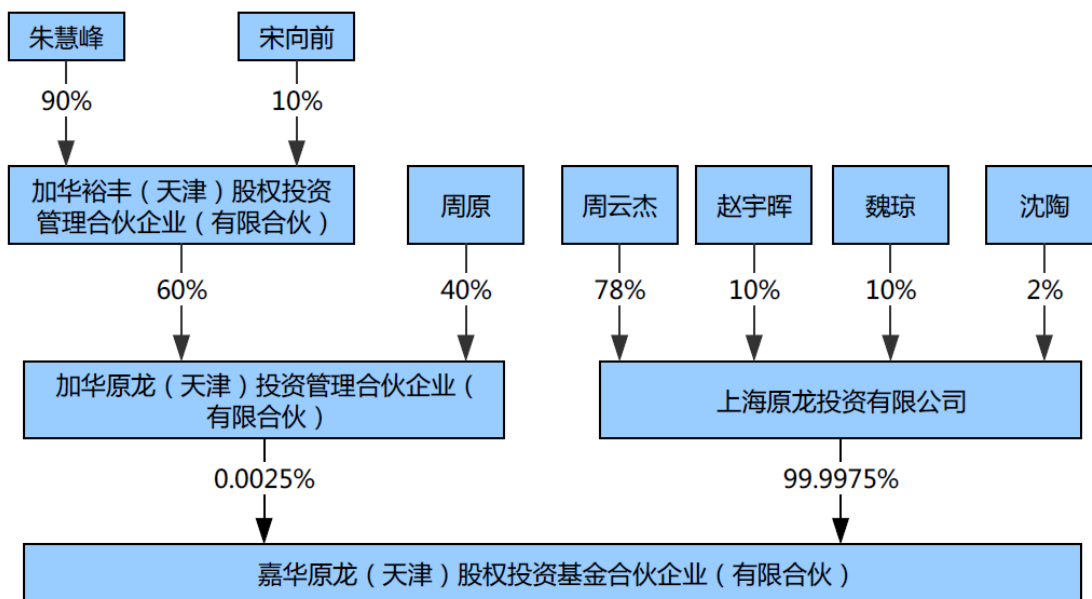 朱慧峰
宋向前
90%
10%
加华裕丰（天津）股权投资
管理合伙企业（有限合伙）
周原
周云杰
赵宇晖
魏琼
沈陶
60%
40%
78%
10%
10%
2%
加华原龙（天津）投资管理合伙企业（
有限合伙）
上海原龙投资有限公司
0.0025%
99.9975%
嘉华原龙（天津）股权投资基金合伙企业（有限合伙）